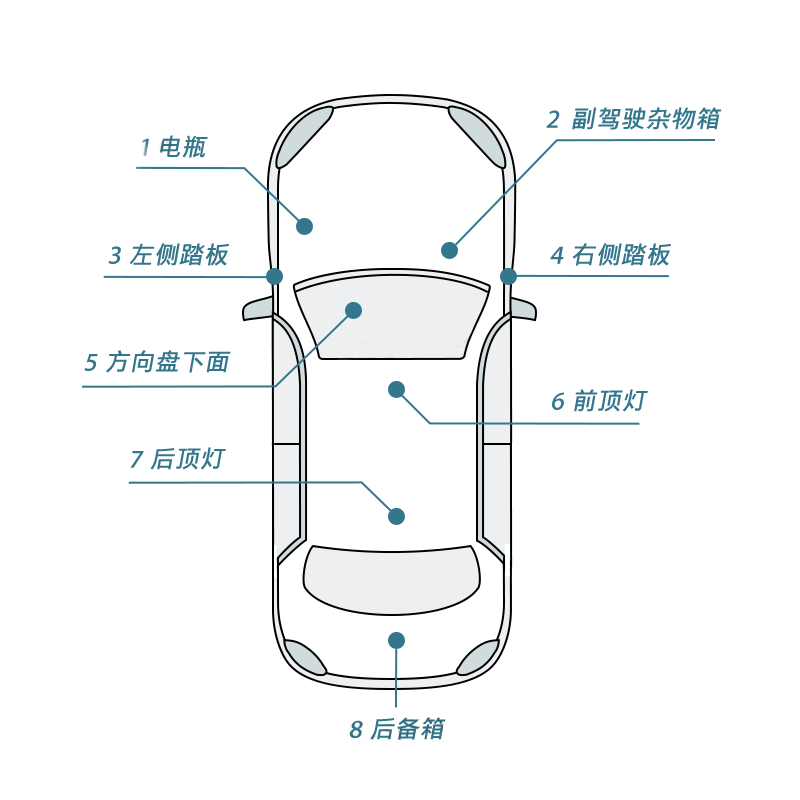 1 电瓶
2 副驾驶杂物箱
3 左侧踏板
4 右侧踏板
5 方向盘下面
6 前顶灯
7 后顶灯
8 后备箱